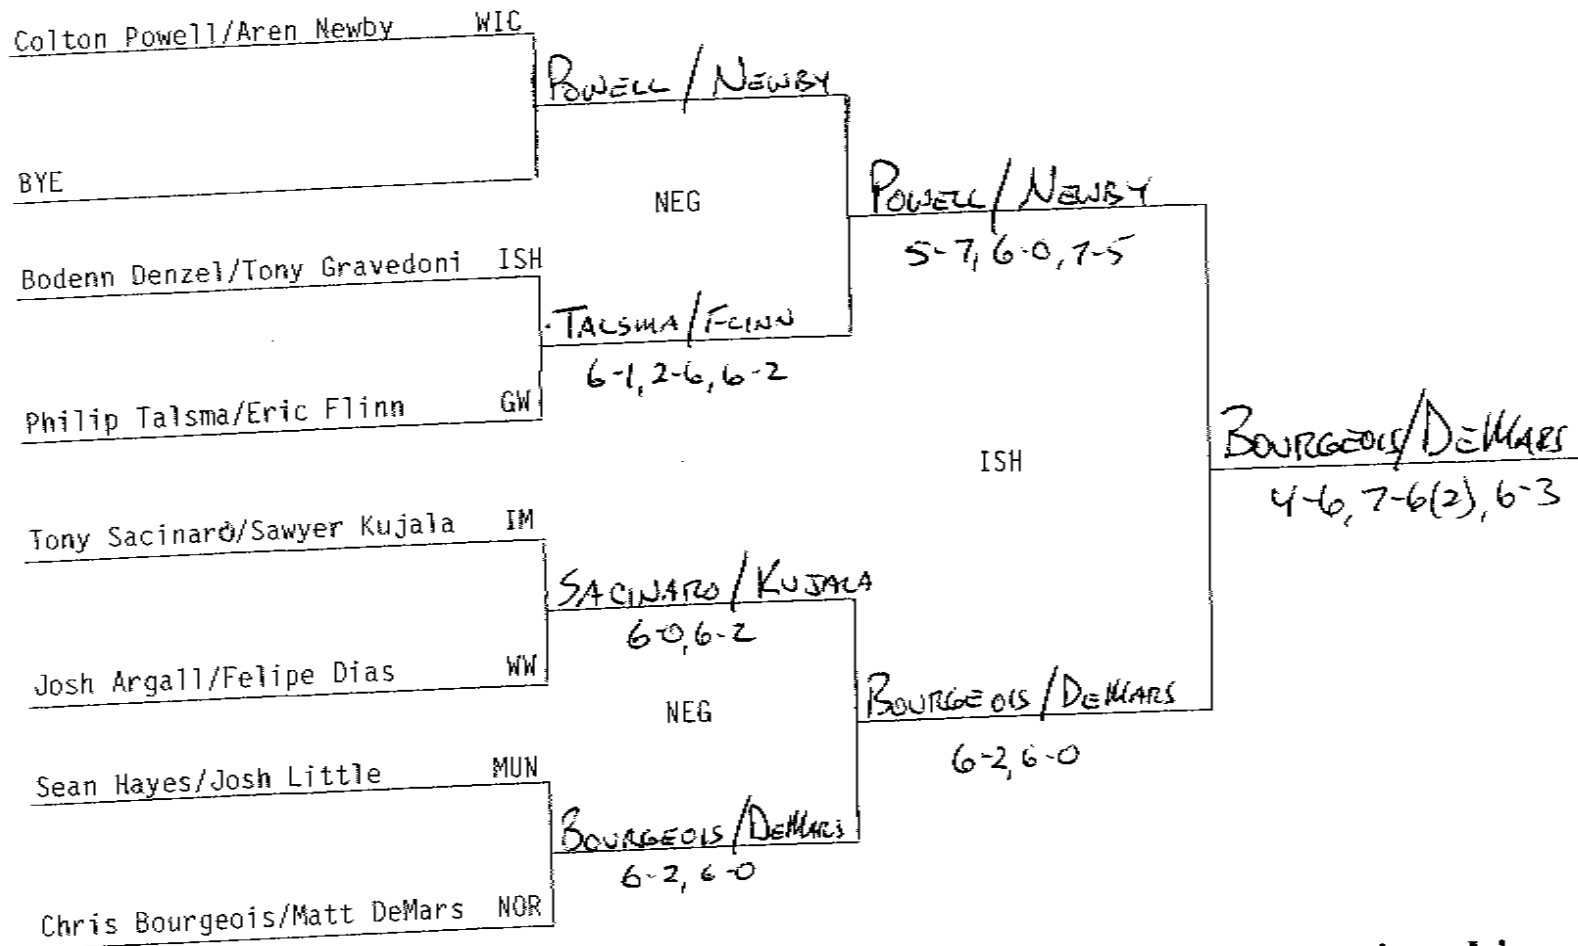 Colton Powell/Aren Newby WIC
POWELL / NEWBY
BYE
NEG
POWELL / NEWBY
5-7, 6-0, 7-5
Bodenn Denzel/Tony Gravedoni ISH
TALSMA / FLINN
6-1, 2-6, 6-2
Philip Talsma/Eric Flinn GW
BOURGEOIS/DEMARS
4-6, 7-6(2), 6-3
ISH
Tony Sacinaro/Sawyer Kujala IM
SACINARO / KUJALA
6-0, 6-2
Josh Argall/Felipe Dias WW
NEG
BOURGEOIS / DEMARS
6-2, 6-0
Sean Hayes/Josh Little MUN
BOURGEOIS/DEMARS
6-2, 6-0
Chris Bourgeois/Matt DeMars NOR